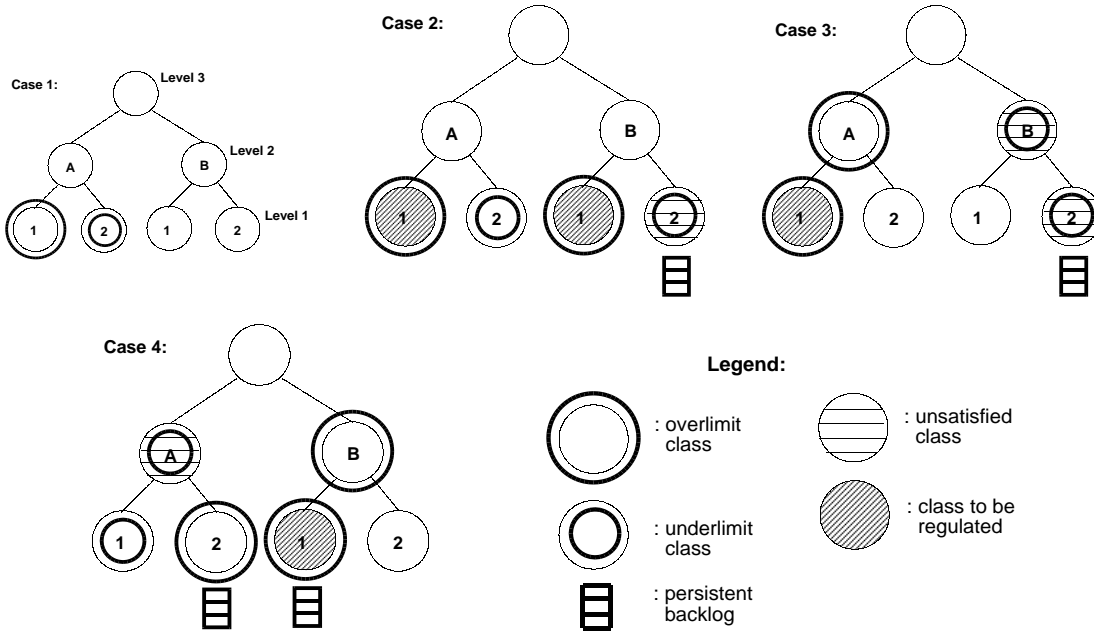 Case 1:
Level 3
A
B
Level 2
1
2
1
2
Level 1
Case 2:
A
B
1
2
1
2
Case 3:
A
B
1
2
1
2
Case 4:
A
B
1
2
1
2
Legend:
: overlimit
class
: unsatisfied
class
: underlimit
class
: class to be
regulated
: persistent
backlog